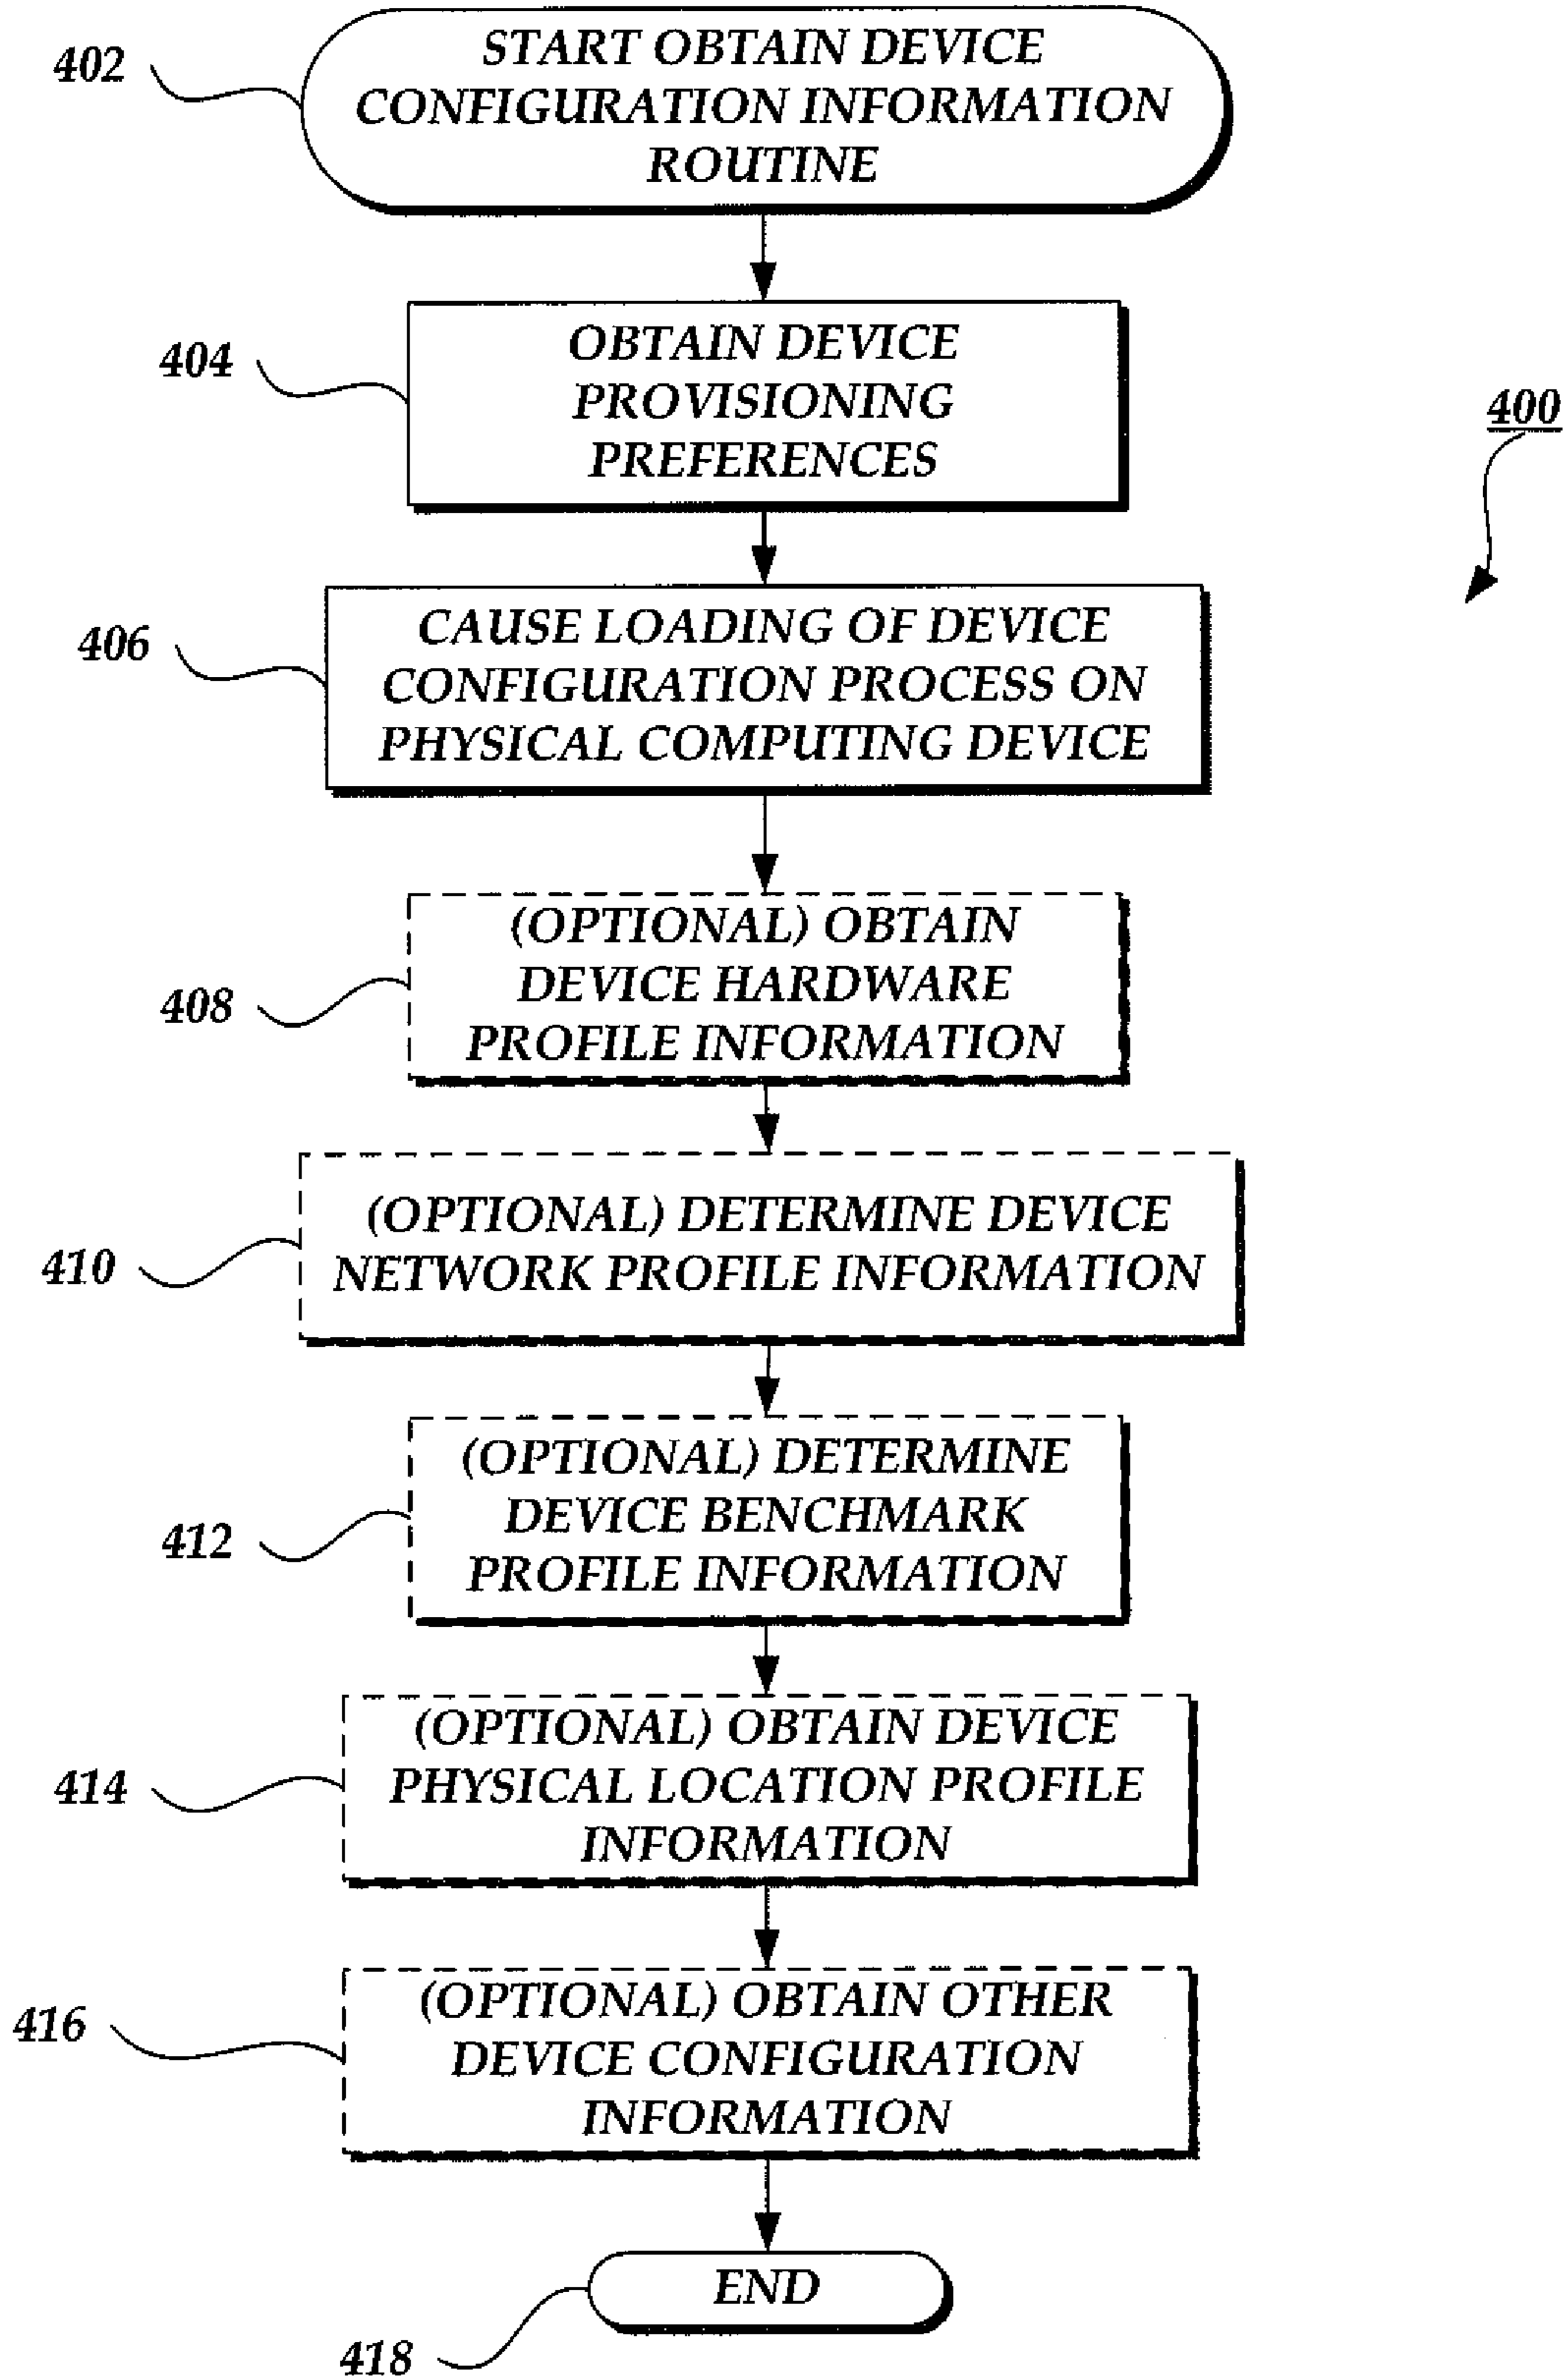 402
START OBTAIN DEVICE
CONFIGURATION INFORMATION
ROUTINE
404
OBTAIN DEVICE
PROVISIONING
PREFERENCES
400
406
CAUSE LOADING OF DEVICE
CONFIGURATION PROCESS ON
PHYSICAL COMPUTING DEVICE
408
(OPTIONAL) OBTAIN
DEVICE HARDWARE
PROFILE INFORMATION
410
(OPTIONAL) DETERMINE DEVICE
NETWORK PROFILE INFORMATION
412
(OPTIONAL) DETERMINE
DEVICE BENCHMARK
PROFILE INFORMATION
414
(OPTIONAL) OBTAIN DEVICE
PHYSICAL LOCATION PROFILE
INFORMATION
416
(OPTIONAL) OBTAIN OTHER
DEVICE CONFIGURATION
INFORMATION
END
418